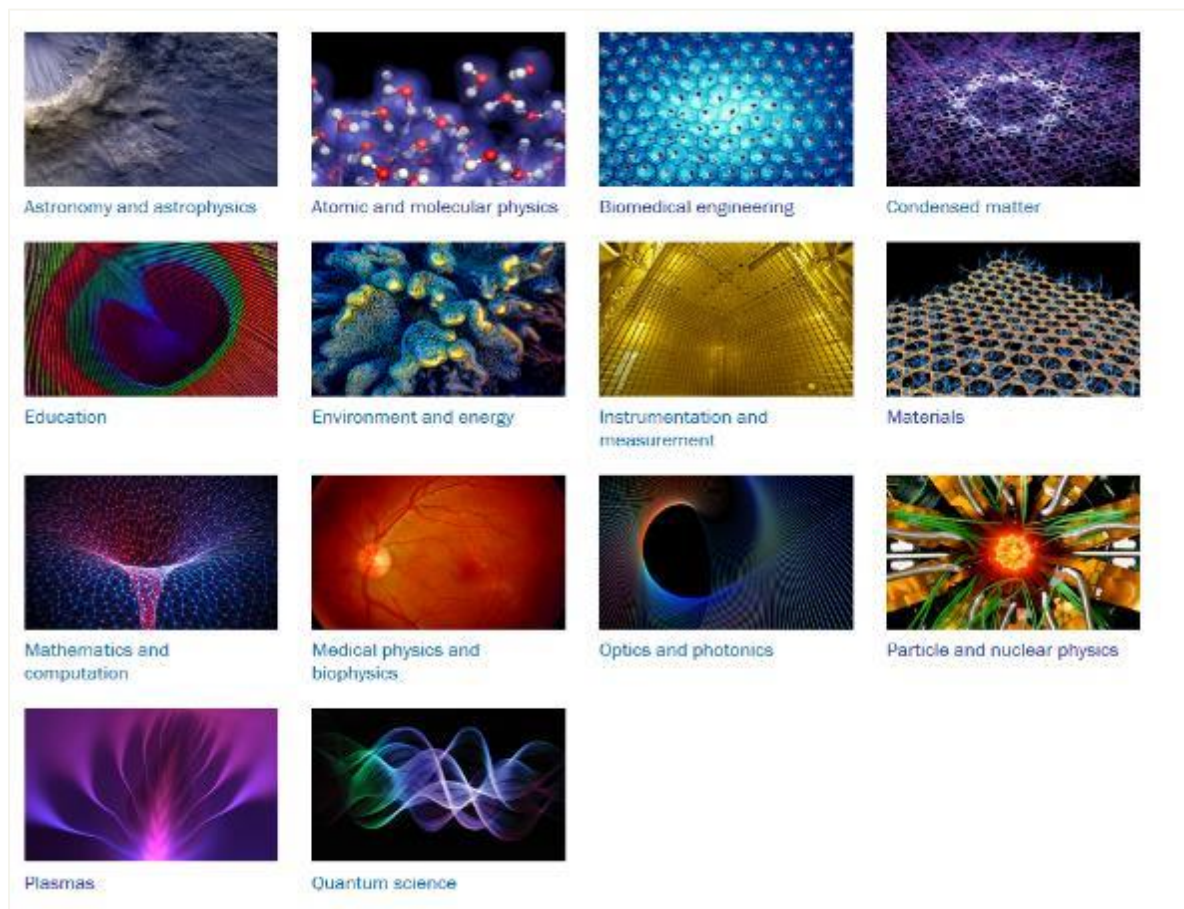 Astronomy and astrophysics
Atomic and molecular physics
Biomedical engineering
Condensed matter
Education
Environment and energy
Instrumentation and
measurement
Materials
Mathematics and
computation
Medical physics and
biophysics
Optics and photonics
Particle and nuclear physics
Plasmas
Quantum science